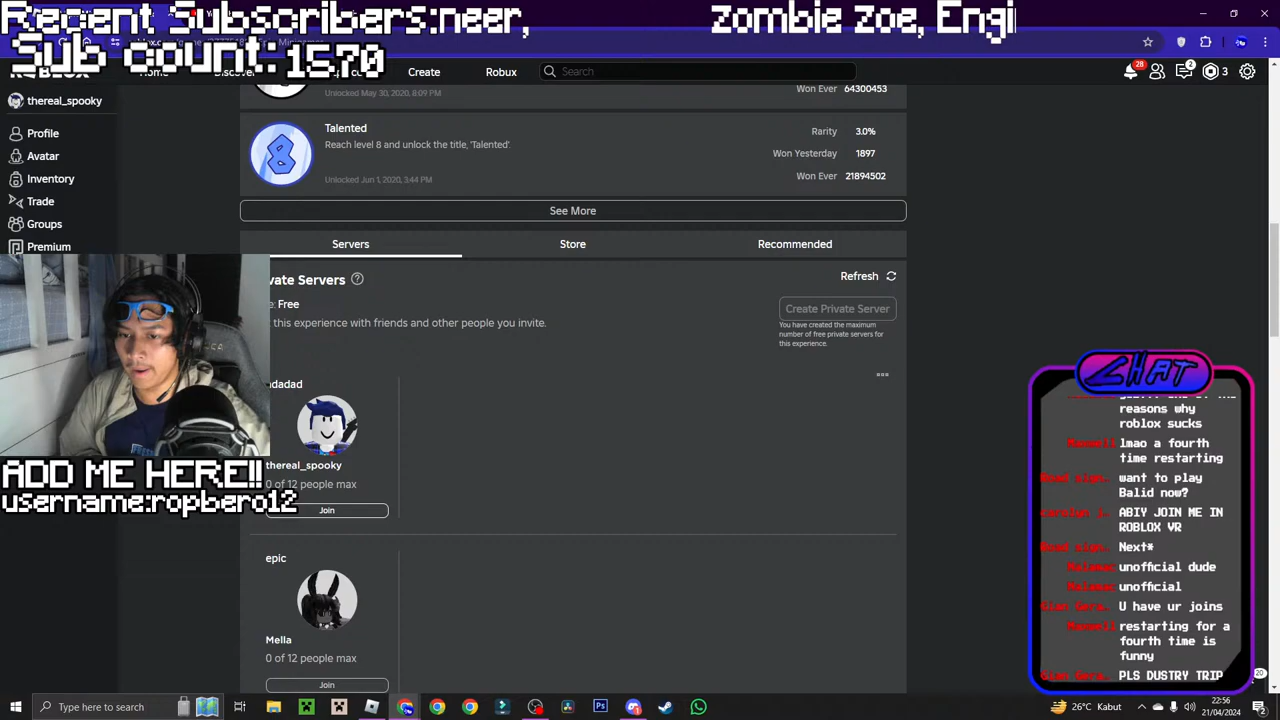 Recent Subscribers:neer,
Zombie Zoe, Engi
Sub count: 1570
Home
Create
Robux
Search
28
2
3
thereal_spooky
Profile
Avatar
Inventory
Trade
Groups
Premium
Unlocked May 30, 2020, 8:09 PM
Won Ever 64300453
Talented
Reach level 8 and unlock the title, 'Talented'.
Unlocked Jun 1, 2020, 3:44 PM
Rarity 3.0%
Won Yesterday 1897
Won Ever 21894502
See More
Servers
Store
Recommended
vate Servers
Refresh
: Free
this experience with friends and other people you invite.
Create Private Server
You have created the maximum
number of free private servers for
this experience.
dadad
thereal_spooky
0 of 12 people max
Join
epic
Mella
0 of 12 people max
Join
ADD ME HERE!!
username:ropbero12
CHAT
reasons why
roblox sucks
lmao a fourth
time restarting
want to play
Balid now?
ABIY JOIN ME IN
ROBLOX VR
Next*
unofficial dude
unofficial
U have ur joins
restarting for a
fourth time is
funny
PLS DUSTRY TRIP
Type here to search
26°C Kabut
22:56
21/04/2024
20